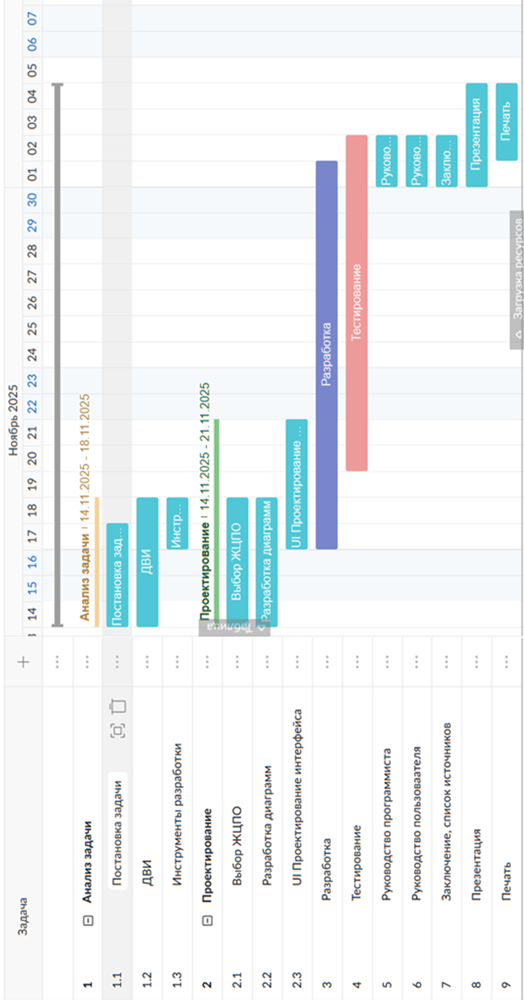 Задача
Ноябрь 2025
14 15 16 17 18 19 20 21 22 23 24 25 26 27 28 29 30 01 02 03 04 05 06 07
1 Анализ задачи
Анализ задачи | 14.11.2025 - 18.11.2025
1.1 Постановка задачи
Постановка зад...
1.2 ДВИ
ДВИ
1.3 Инструменты разработки
Инстр...
2 Проектирование
Проектирование | 14.11.2025 - 21.11.2025
Таблица
2.1 Выбор ЖЦПО
Выбор ЖЦПО
2.2 Разработка диаграмм
Разработка диаграмм
2.3 UI Проектирование интерфейса
UI Проектирование ...
3 Разработка
Разработка
4 Тестирование
Тестирование
5 Руководство программиста
Руково...
6 Руководство пользоваателя
Руково...
7 Заключение, список источников
Заклю...
8 Презентация
Презентация
9 Печать
Печать
Загрузка ресурсов